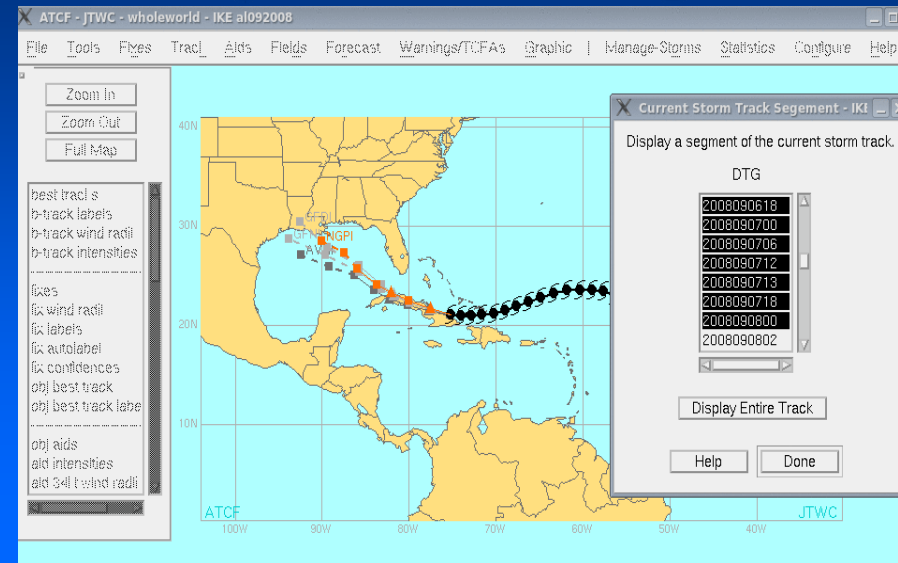 ATCF - JTWC - wholeworld - IKE al092008
File Tools Fixes Track Aids Fields Forecast Warnings/TCFAs Graphic | Manage-Storms Statistics Configure Help
Zoom In
Zoom Out
Full Map
best tracks
b-track labels
b-track wind radii
b-track intensities
fixes
fix wind radii
fix labels
fix autolabel
fix confidences
obj best track
obj best track labe
obj aids
aid intensities
aid 34kt wind radii
Current Storm Track Segement - IKE
Display a segment of the current storm track.
DTG
2008090618
2008090700
2008090706
2008090712
2008090713
2008090718
2008090800
2008090802
Display Entire Track
Help Done
40N
30N
20N
10N
NGPI
ATCF JTWC
100W 90W 80W 70W 60W 50W 40W